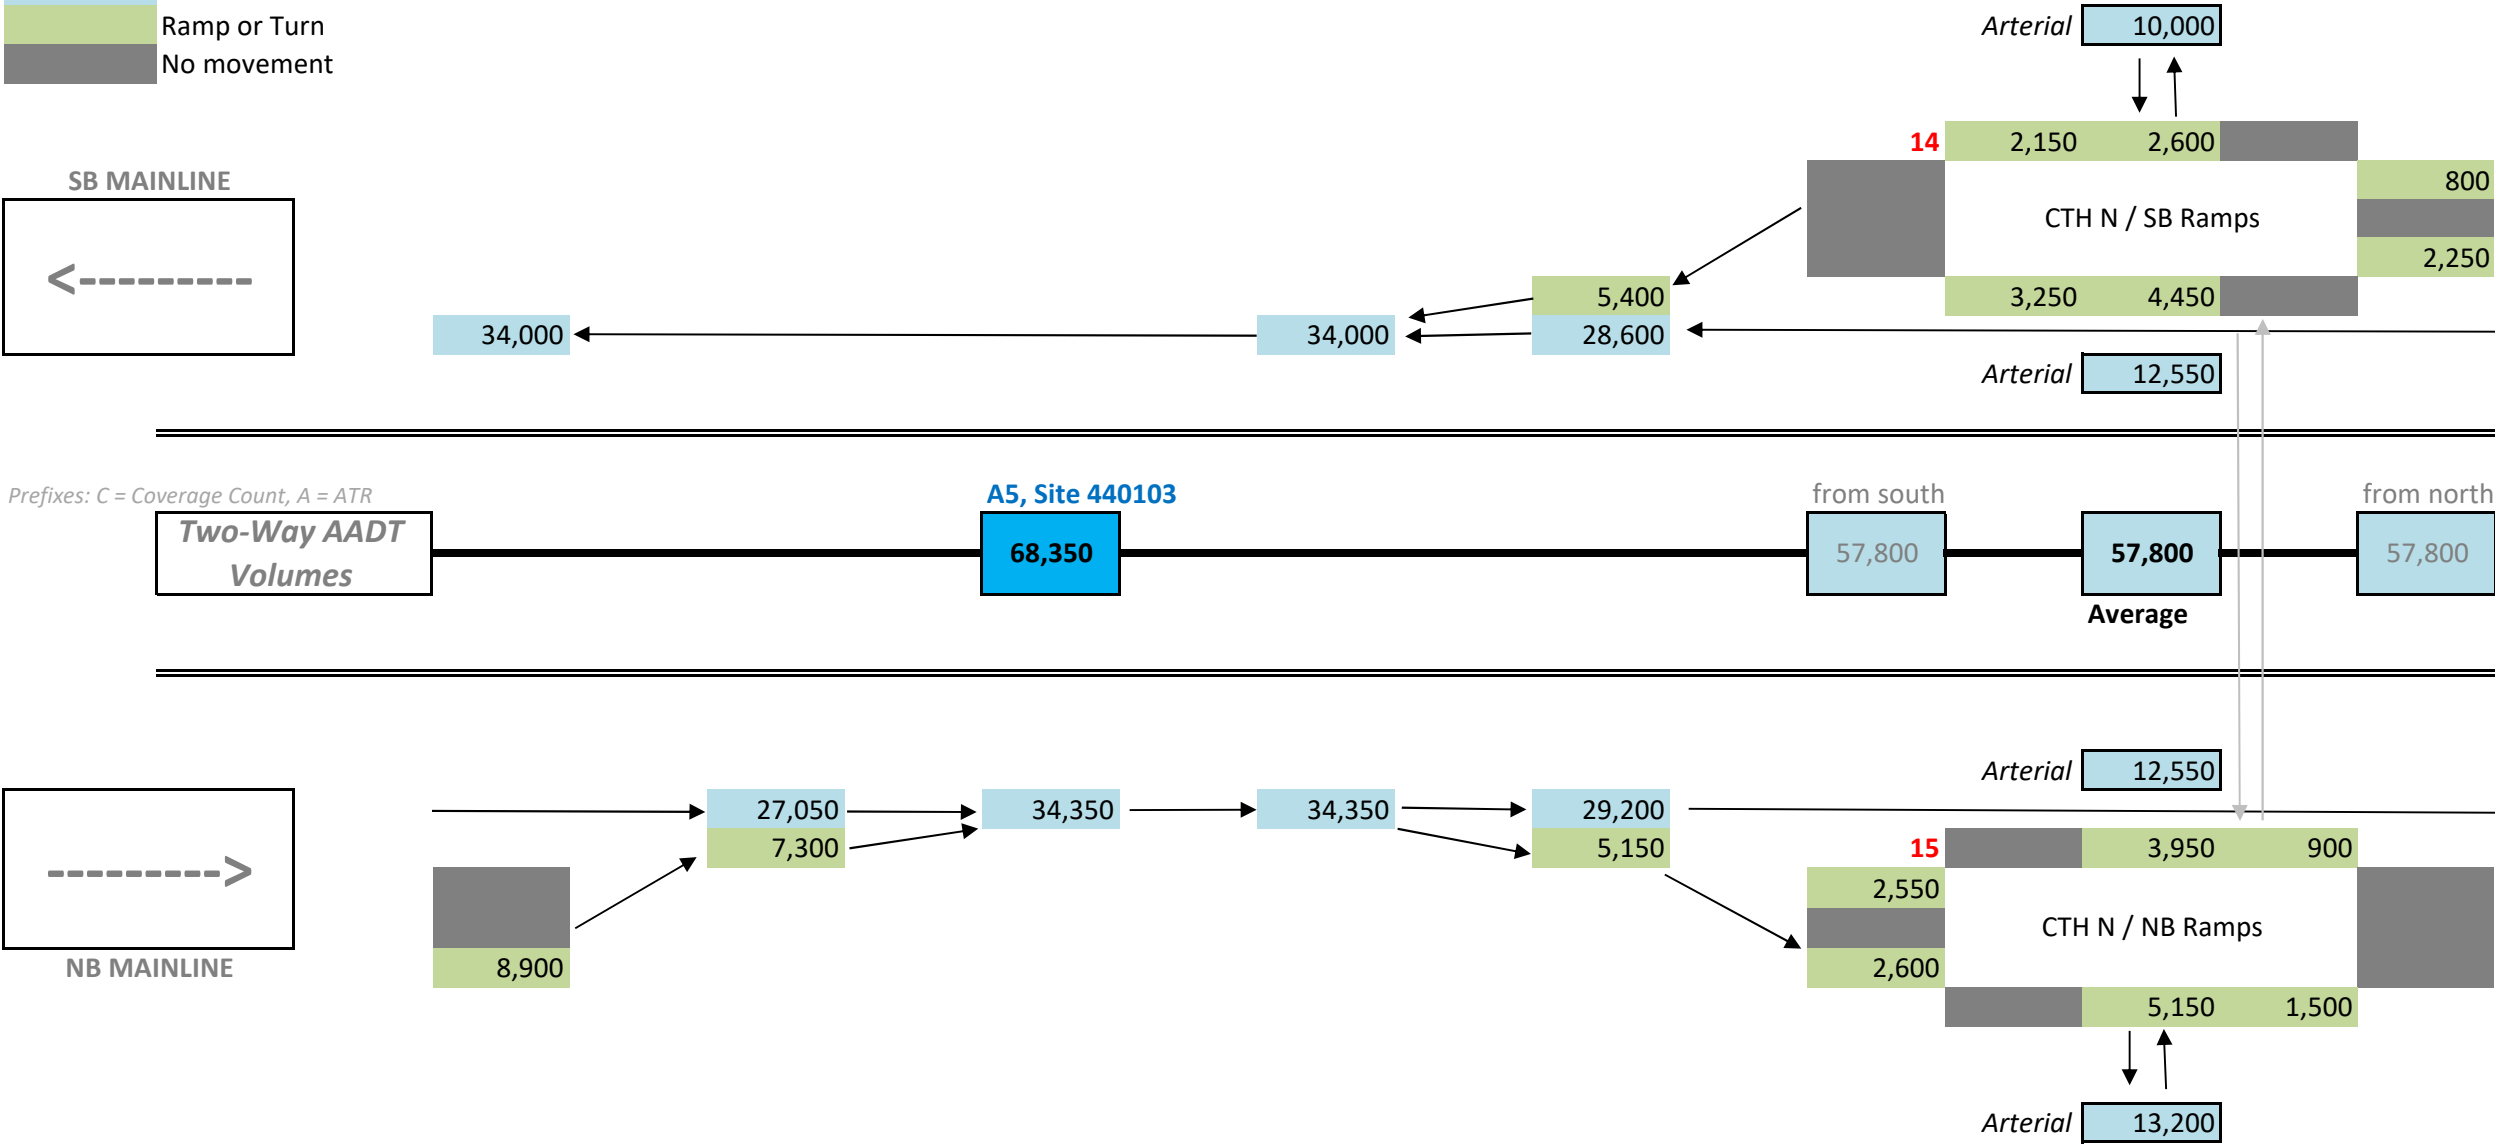 Ramp or Turn
No movement
Arterial 10,000
14 2,150 2,600
SB MAINLINE
800
CTH N / SB Ramps
<----------
2,250
5,400
3,250 4,450
34,000 34,000 28,600
Arterial 12,550
Prefixes: C = Coverage Count, A = ATR
A5, Site 440103
from south
from north
Two-Way AADT
Volumes
68,350 57,800 57,800 57,800
Average
Arterial 12,550
27,050 34,350 34,350 29,200
7,300 5,150
15 3,950 900
---------->
2,550
CTH N / NB Ramps
NB MAINLINE
8,900
2,600
5,150 1,500
Arterial 13,200